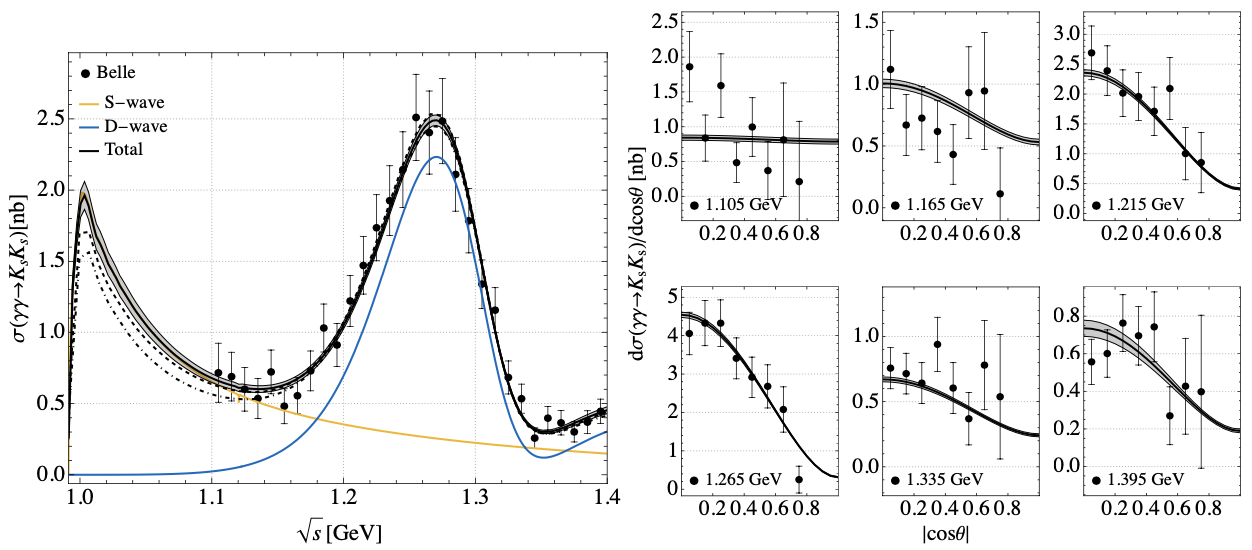 Belle
S−wave
D−wave
Total
σ(γγ→KₛKₛ)[nb]
0.0
0.5
1.0
1.5
2.0
2.5
1.0 1.1 1.2 1.3 1.4
√s [GeV]
dσ(γγ→KₛKₛ)/dcosθ [nb]
2.5
2.0
1.5
1.0
0.5
0.0
1.105 GeV
0.2 0.4 0.6 0.8
1.5
1.0
0.5
0.0
1.165 GeV
0.2 0.4 0.6 0.8
3.0
2.5
2.0
1.5
1.0
0.5
0.0
1.215 GeV
0.2 0.4 0.6 0.8
5
4
3
2
1
0
1.265 GeV
0.2 0.4 0.6 0.8
1.0
0.5
0.0
1.335 GeV
0.2 0.4 0.6 0.8
0.8
0.6
0.4
0.2
0.0
1.395 GeV
0.2 0.4 0.6 0.8
|cosθ|